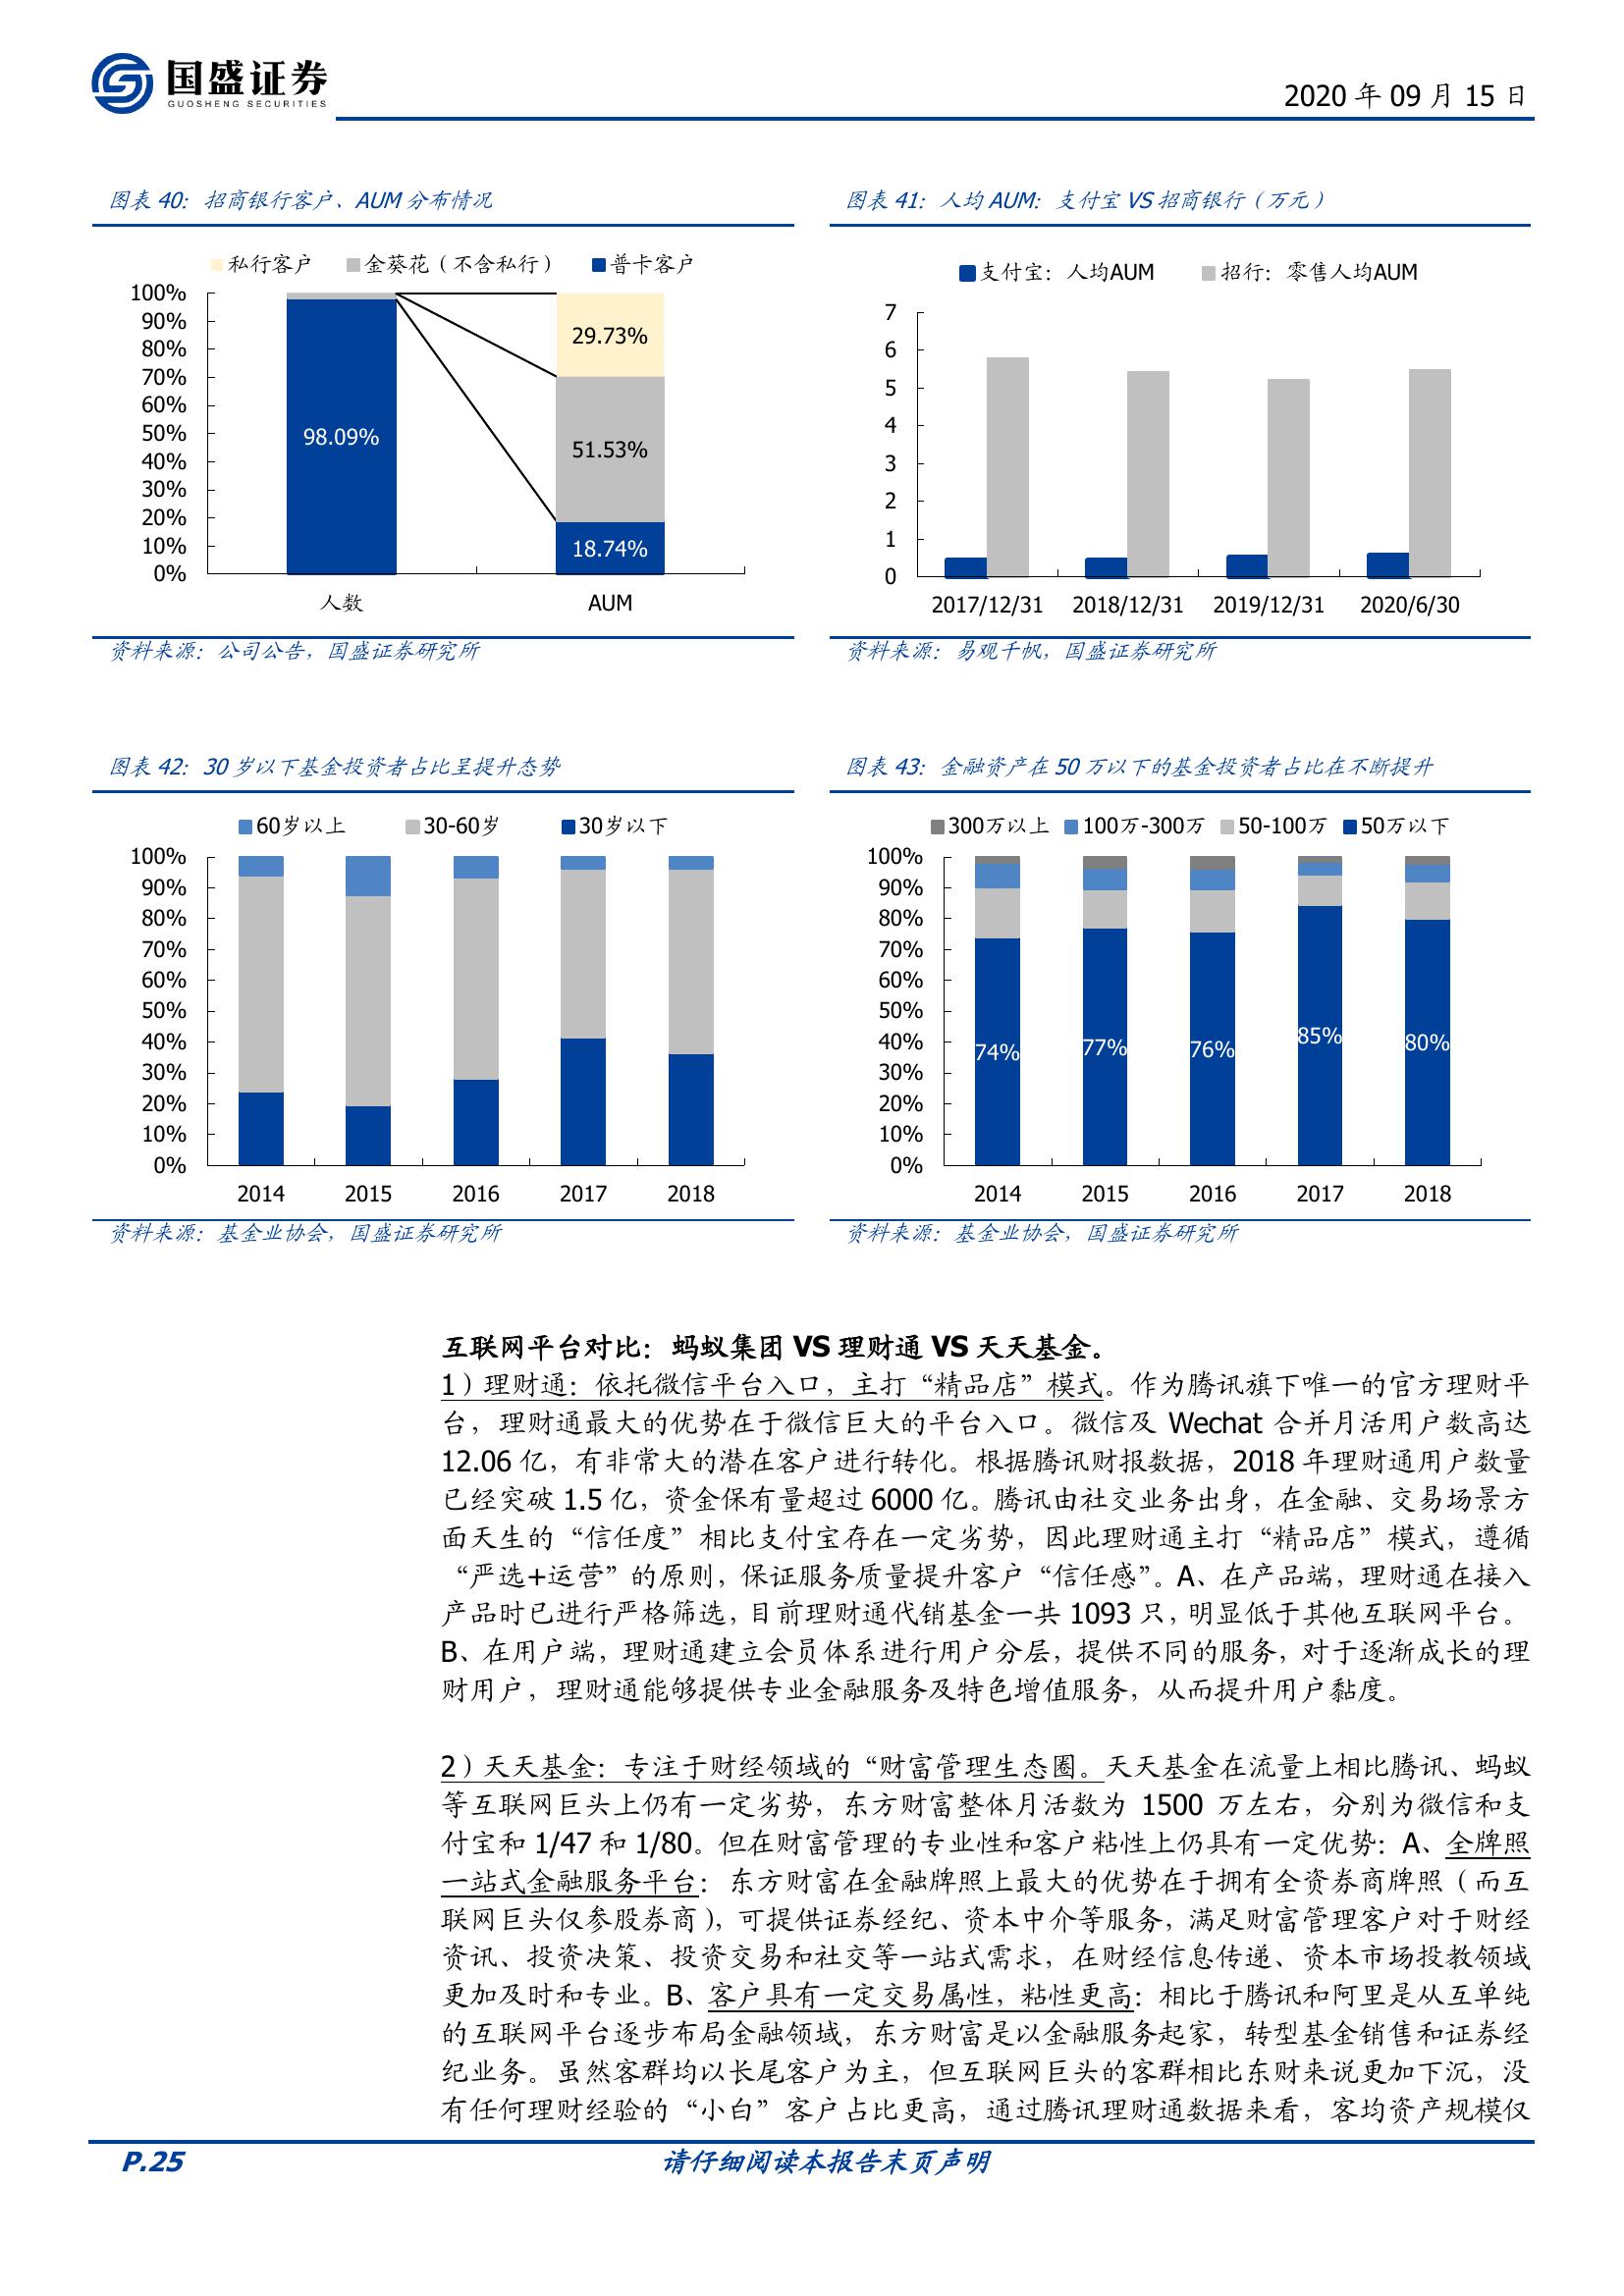 国盛证券
GUOSHENG SECURITIES
2020 年 09 月 15 日
图表 40：招商银行客户、AUM 分布情况
私行客户 金葵花（不含私行） 普卡客户
100%
90%
80%
70%
60%
50%
40%
30%
20%
10%
0%
29.73%
98.09%
51.53%
18.74%
人数 AUM
资料来源：公司公告，国盛证券研究所
图表 41：人均 AUM：支付宝 VS 招商银行（万元）
支付宝：人均AUM 招行：零售人均AUM
7
6
5
4
3
2
1
0
2017/12/31 2018/12/31 2019/12/31 2020/6/30
资料来源：易观千帆，国盛证券研究所
图表 42：30 岁以下基金投资者占比呈提升态势
60岁以上 30-60岁 30岁以下
100%
90%
80%
70%
60%
50%
40%
30%
20%
10%
0%
2014 2015 2016 2017 2018
资料来源：基金业协会，国盛证券研究所
图表 43：金融资产在 50 万以下的基金投资者占比在不断提升
300万以上 100万-300万 50-100万 50万以下
100%
90%
80%
70%
60%
50%
40%
30%
20%
10%
0%
74% 77% 76% 85% 80%
2014 2015 2016 2017 2018
资料来源：基金业协会，国盛证券研究所
互联网平台对比：蚂蚁集团 VS 理财通 VS 天天基金。
1）理财通：依托微信平台入口，主打“精品店”模式。作为腾讯旗下唯一的官方理财平
台，理财通最大的优势在于微信巨大的平台入口。微信及 Wechat 合并月活用户数高达
12.06 亿，有非常大的潜在客户进行转化。根据腾讯财报数据，2018 年理财通用户数量
已经突破 1.5 亿，资金保有量超过 6000 亿。腾讯由社交业务出身，在金融、交易场景方
面天生的“信任度”相比支付宝存在一定劣势，因此理财通主打“精品店”模式，遵循
“严选+运营”的原则，保证服务质量提升客户“信任感”。A、在产品端，理财通在接入
产品时已进行严格筛选，目前理财通代销基金一共 1093 只，明显低于其他互联网平台。
B、在用户端，理财通建立会员体系进行用户分层，提供不同的服务，对于逐渐成长的理
财用户，理财通能够提供专业金融服务及特色增值服务，从而提升用户黏度。
2）天天基金：专注于财经领域的“财富管理生态圈。天天基金在流量上相比腾讯、蚂蚁
等互联网巨头上仍有一定劣势，东方财富整体月活数为 1500 万左右，分别为微信和支
付宝和 1/47 和 1/80。但在财富管理的专业性和客户粘性上仍具有一定优势：A、全牌照
一站式金融服务平台：东方财富在金融牌照上最大的优势在于拥有全资券商牌照（而互
联网巨头仅参股券商），可提供证券经纪、资本中介等服务，满足财富管理客户对于财经
资讯、投资决策、投资交易和社交等一站式需求，在财经信息传递、资本市场投教领域
更加及时和专业。B、客户具有一定交易属性，粘性更高：相比于腾讯和阿里是从互单纯
的互联网平台逐步布局金融领域，东方财富是以金融服务起家，转型基金销售和证券经
纪业务。虽然客群均以长尾客户为主，但互联网巨头的客群相比东财来说更加下沉，没
有任何理财经验的“小白”客户占比更高，通过腾讯理财通数据来看，客均资产规模仅
P.25 请仔细阅读本报告末页声明